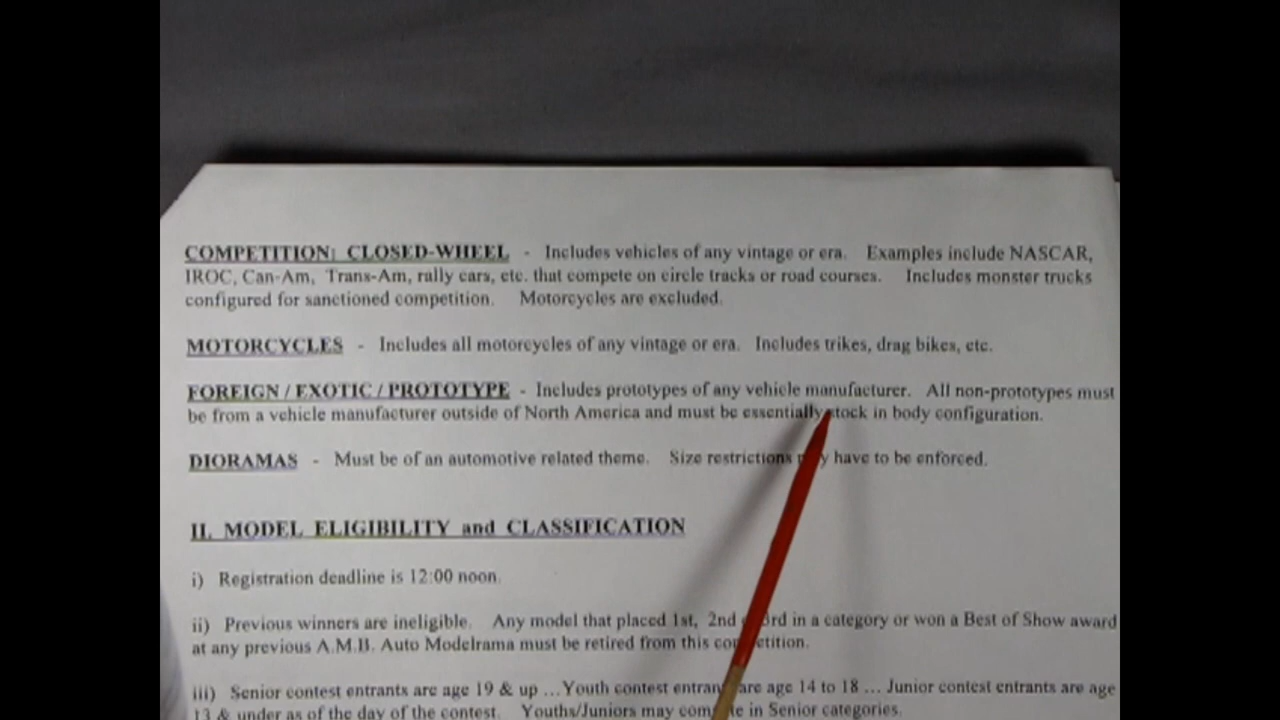 COMPETITION: CLOSED-WHEEL - Includes vehicles of any vintage or era. Examples include NASCAR,
IROC, Can-Am, Trans-Am, rally cars, etc. that compete on circle tracks or road courses. Includes monster trucks
configured for sanctioned competition. Motorcycles are excluded.
MOTORCYCLES - Includes all motorcycles of any vintage or era. Includes trikes, drag bikes, etc.
FOREIGN / EXOTIC / PROTOTYPE - Includes prototypes of any vehicle manufacturer. All non-prototypes must
be from a vehicle manufacturer outside of North America and must be essentially stock in body configuration.
DIORAMAS - Must be of an automotive related theme. Size restrictions may have to be enforced.
II. MODEL ELIGIBILITY and CLASSIFICATION
i) Registration deadline is 12:00 noon.
ii) Previous winners are ineligible. Any model that placed 1st, 2nd or 3rd in a category or won a Best of Show award
at any previous A.M.B. Auto Modelrama must be retired from this competition.
iii) Senior contest entrants are age 19 & up ...Youth contest entrants are age 14 to 18 ... Junior contest entrants are age
13 & under as of the day of the contest. Youths/Juniors may compete in Senior categories.